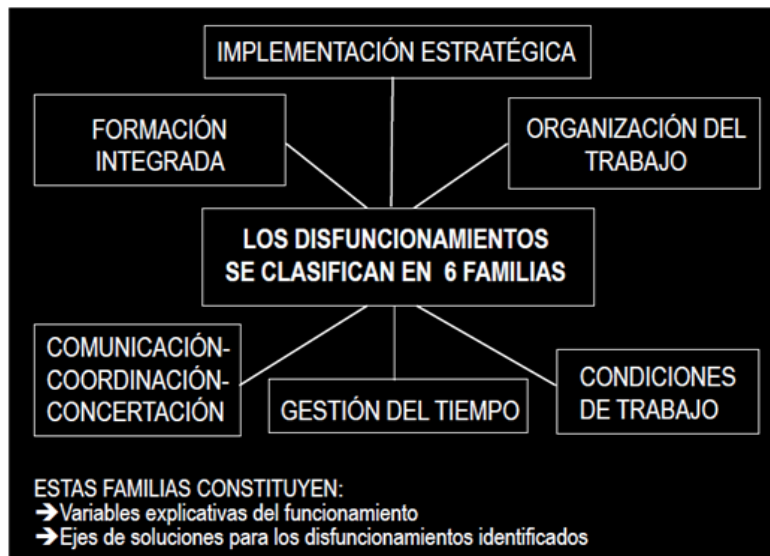 IMPLEMENTACIÓN ESTRATÉGICA
FORMACIÓN
INTEGRADA
ORGANIZACIÓN DEL
TRABAJO
LOS DISFUNCIONAMIENTOS
SE CLASIFICAN EN 6 FAMILIAS
COMUNICACIÓN-
COORDINACIÓN-
CONCERTACIÓN
GESTIÓN DEL TIEMPO
CONDICIONES
DE TRABAJO
ESTAS FAMILIAS CONSTITUYEN:
➔Variables explicativas del funcionamiento
➔Ejes de soluciones para los disfuncionamientos identificados